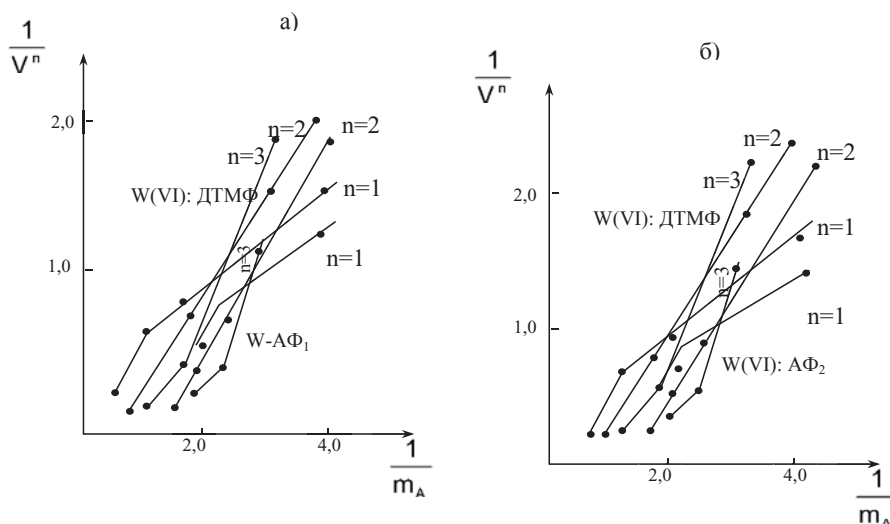 а)
1
Vⁿ
2,0
n=2
n=2
n=3
W(VI): ДТМФ
n=1
n=3
n=1
1,0
W-АФ₁
2,0
4,0
1
m_A
б)
1
Vⁿ
n=2
n=2
n=3
2,0
W(VI): ДТМФ
n=1
n=3
1,0
n=1
W(VI): АФ₂
2,0
4,0
1
m_A